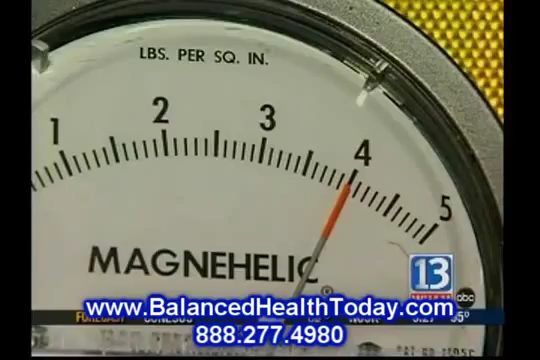 LBS. PER SQ. IN.
1 2 3 4 5
MAGNEHELIC
13
abc
www.BalancedHealthToday.com
888.277.4980